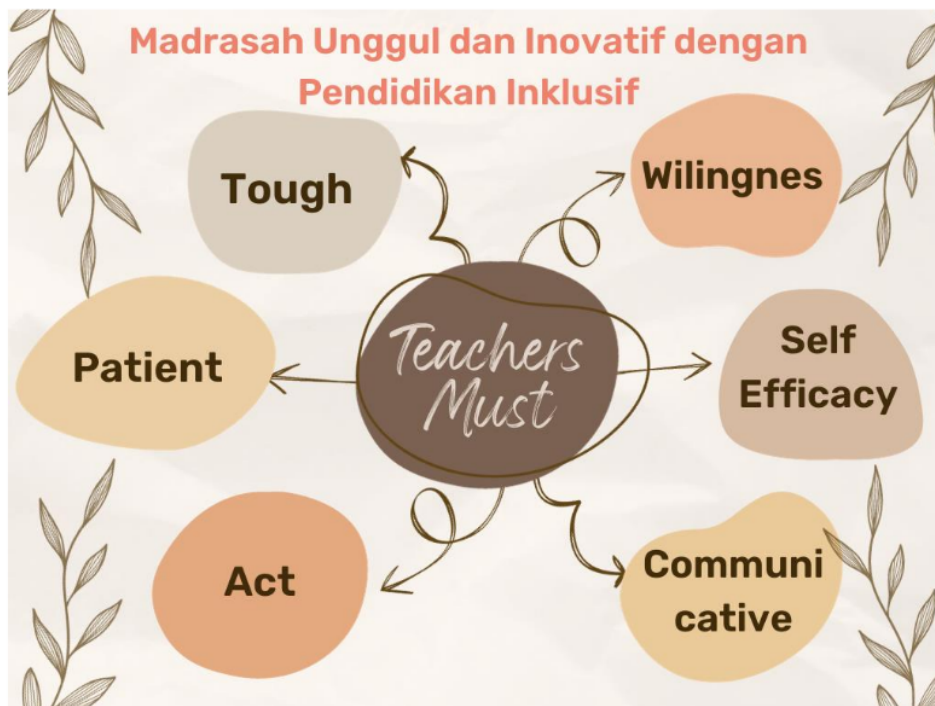 Madrasah Unggul dan Inovatif dengan
Pendidikan Inklusif
Tough
Wilingnes
Patient
Teachers
Must
Self
Efficacy
Act
Communi
cative